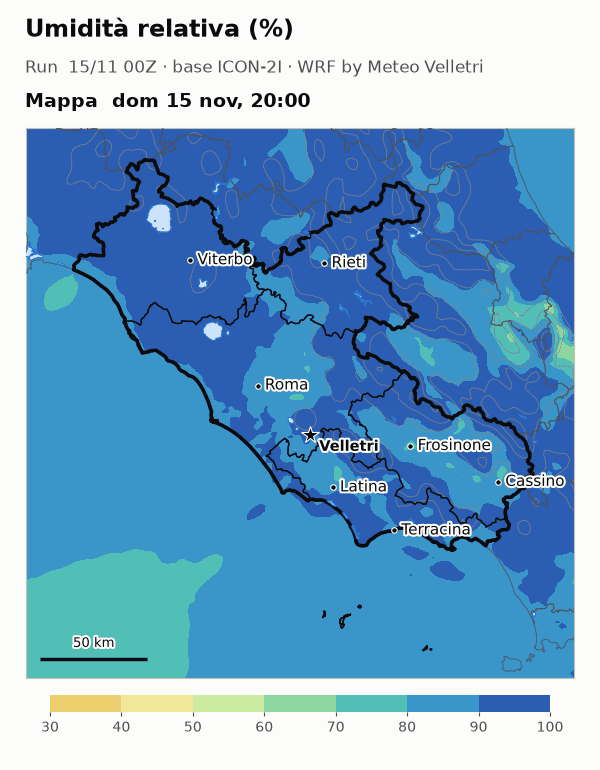 Umidità relativa (%)
Run  15/11 00Z · base ICON-2I · WRF by Meteo Velletri
Mappa  dom 15 nov, 20:00
Viterbo
Rieti
Roma
Velletri
Frosinone
Cassino
Latina
Terracina
50 km
30 40 50 60 70 80 90 100